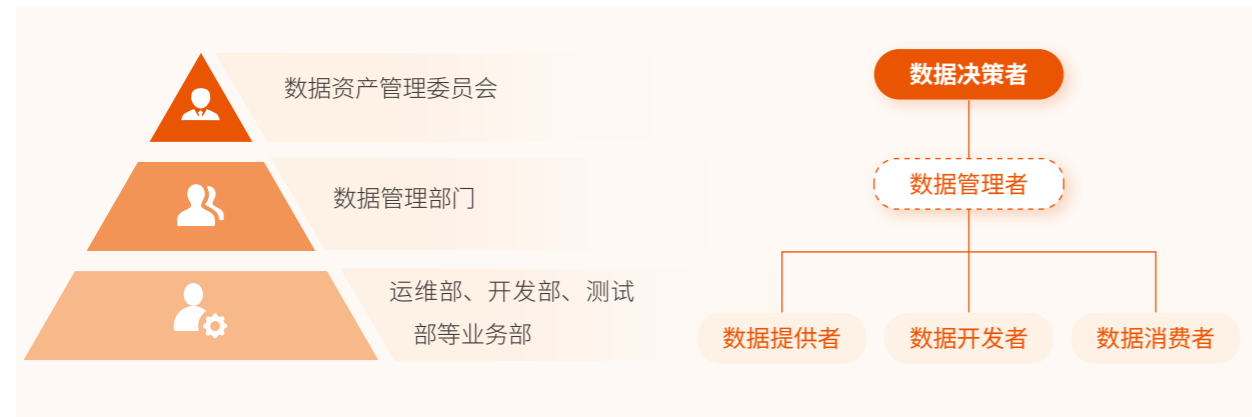 数据资产管理委员会
数据管理部门
运维部、开发部、测试
部等业务部
数据决策者
数据管理者
数据提供者
数据开发者
数据消费者